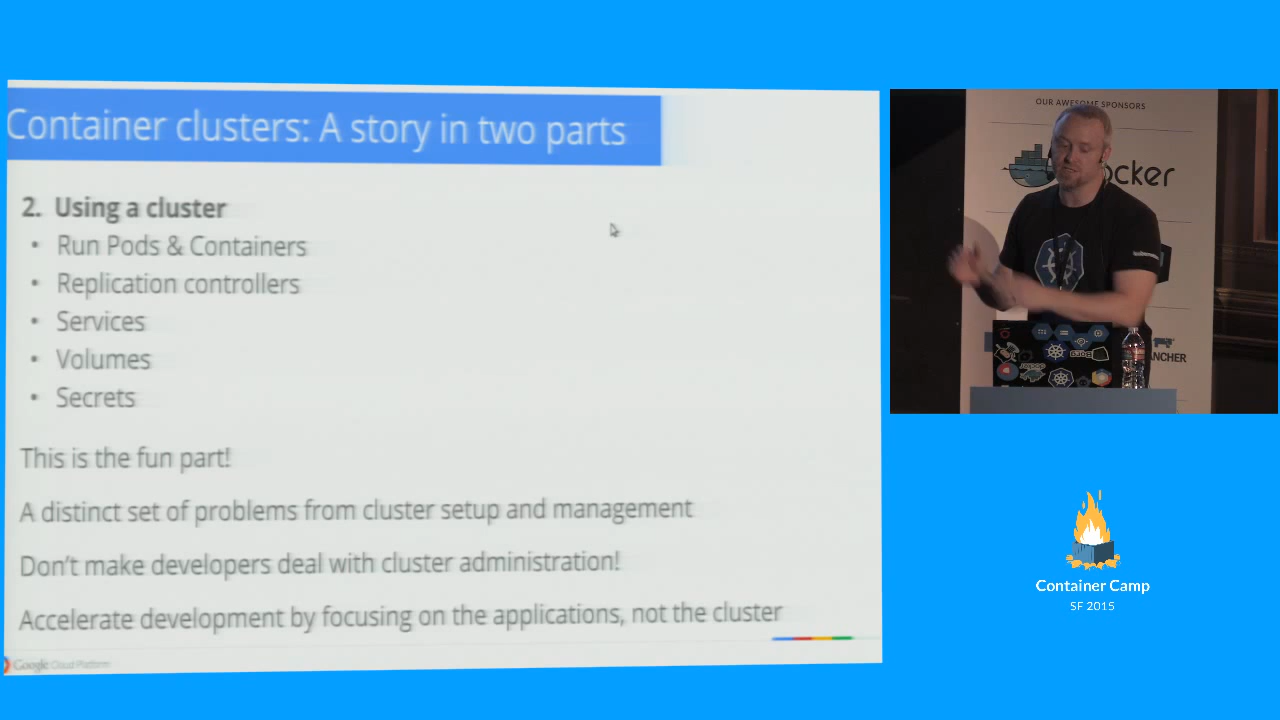 Container clusters: A story in two parts
2. Using a cluster
• Run Pods & Containers
• Replication controllers
• Services
• Volumes
• Secrets
This is the fun part!
A distinct set of problems from cluster setup and management
Don't make developers deal with cluster administration!
Accelerate development by focusing on the applications, not the cluster
Google Cloud Platform
OUR AWESOME SPONSORS
ocker
ANCHER
Container Camp
SF 2015